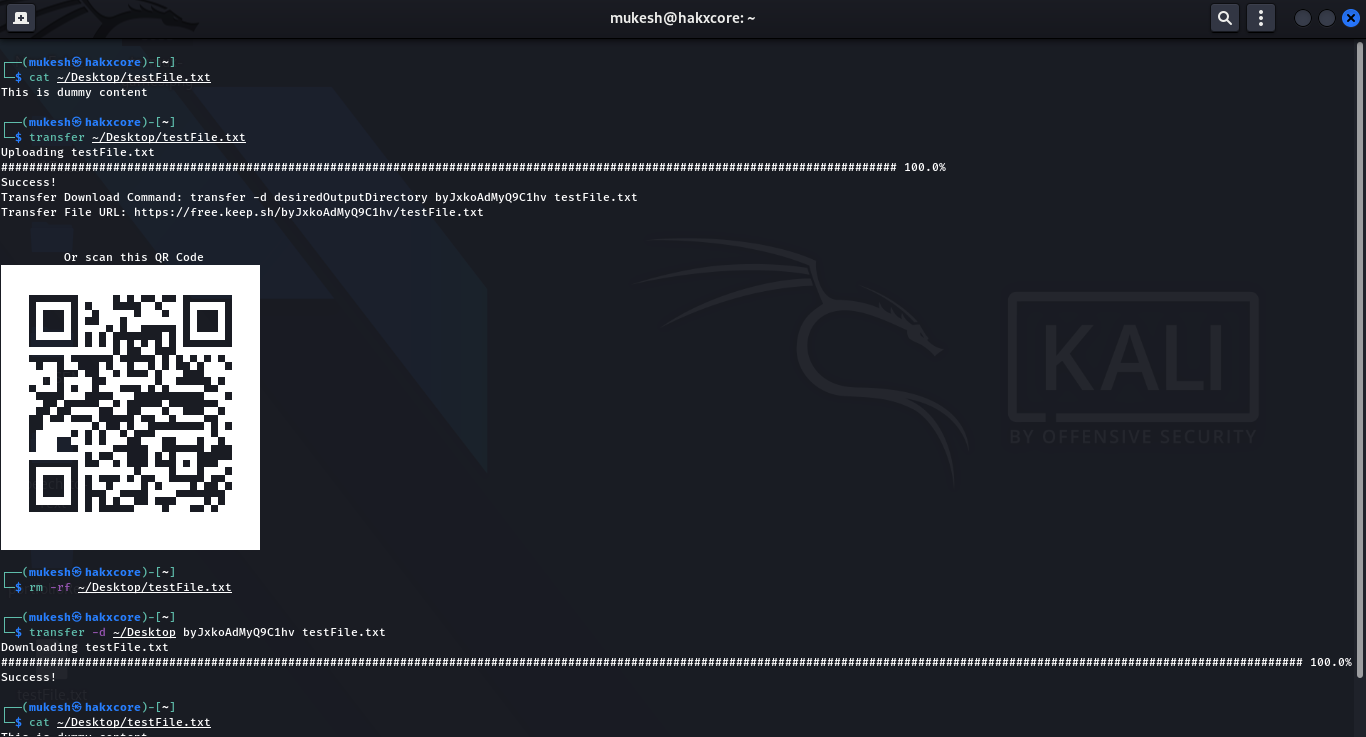 mukesh@hakxcore: ~
┌──(mukesh㉿hakxcore)-[~]
└─$ cat ~/Desktop/testFile.txt
This is dummy content
┌──(mukesh㉿hakxcore)-[~]
└─$ transfer ~/Desktop/testFile.txt
Uploading testFile.txt
################################################################################################################################ 100.0%
Success!
Transfer Download Command: transfer -d desiredOutputDirectory byJxkoAdMyQ9C1hv testFile.txt
Transfer File URL: https://free.keep.sh/byJxkoAdMyQ9C1hv/testFile.txt
Or scan this QR Code
KALI
BY OFFENSIVE SECURITY
┌──(mukesh㉿hakxcore)-[~]
└─$ rm -rf ~/Desktop/testFile.txt
┌──(mukesh㉿hakxcore)-[~]
└─$ transfer -d ~/Desktop byJxkoAdMyQ9C1hv testFile.txt
Downloading testFile.txt
########################################################################################################################################################################################## 100.0%
Success!
testFile.txt
┌──(mukesh㉿hakxcore)-[~]
└─$ cat ~/Desktop/testFile.txt
This is dummy content